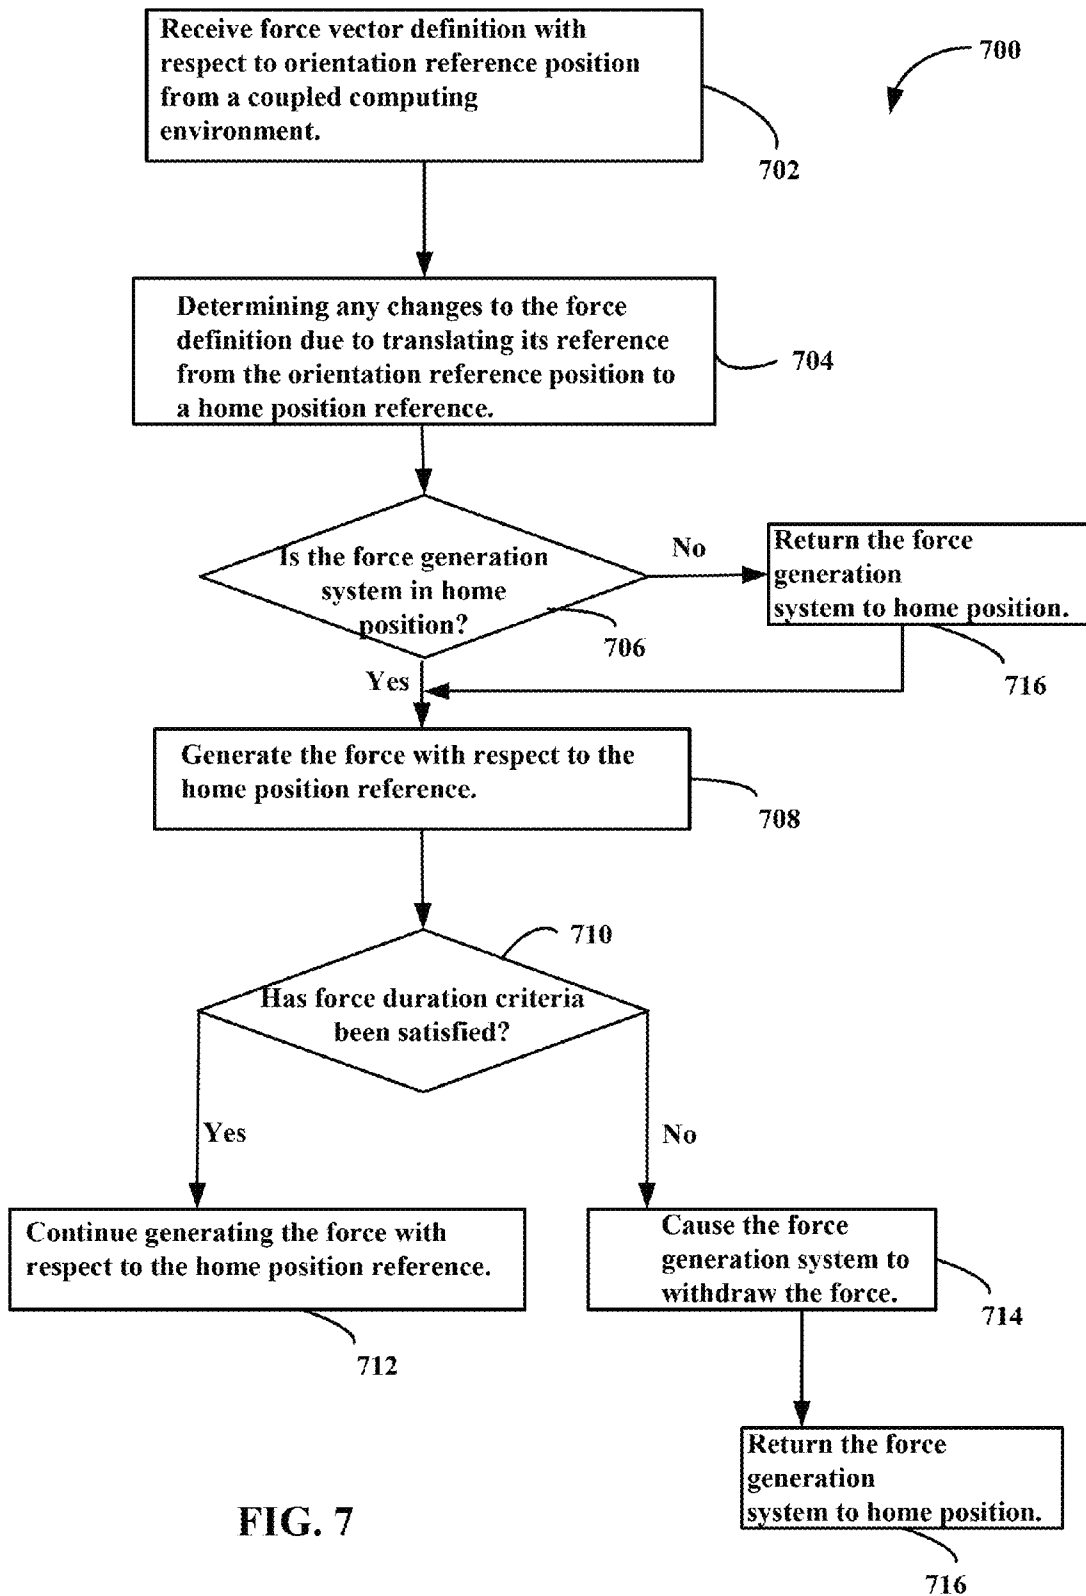 Receive force vector definition with
respect to orientation reference position
from a coupled computing
environment.
700
702
Determining any changes to the force
definition due to translating its reference
from the orientation reference position to
a home position reference.
704
Is the force generation
system in home
position?
706
No
Return the force
generation
system to home position.
716
Yes
Generate the force with respect to the
home position reference.
708
710
Has force duration criteria
been satisfied?
Yes
No
Continue generating the force with
respect to the home position reference.
712
Cause the force
generation system to
withdraw the force.
714
Return the force
generation
system to home position.
716
FIG. 7